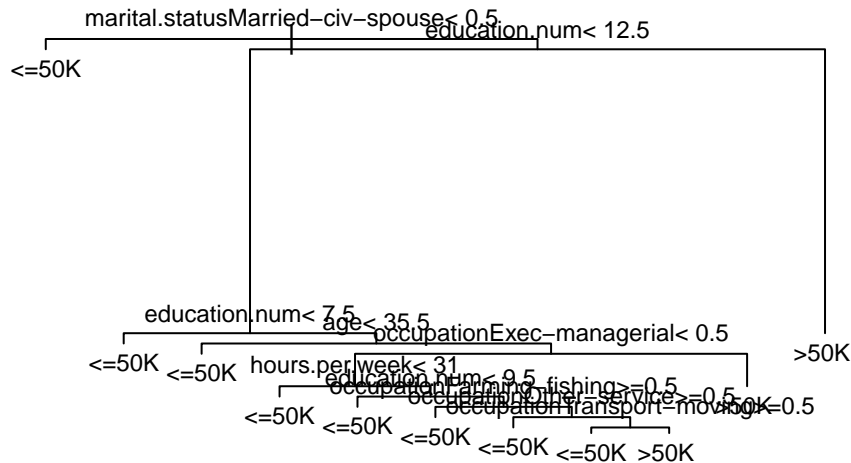 marital.statusMarried−civ−spouse< 0.5
education.num< 12.5
<=50K
education.num< 7.5
age< 35.5
occupationExec−managerial< 0.5
>50K
<=50K
<=50K
hours.per.week< 31
education.num< 9.5
occupationFarming−fishing>=0.5
occupationOther−service>=0.5
occupationTransport−moving>=0.5
>50K
<=50K
<=50K
<=50K
<=50K
<=50K
>50K